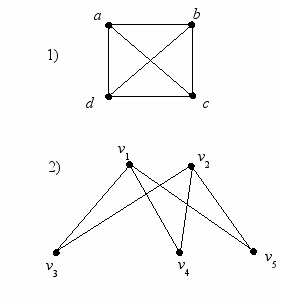 a b
1)
d c
2)
v₁ v₂
v₃ v₄ v₅